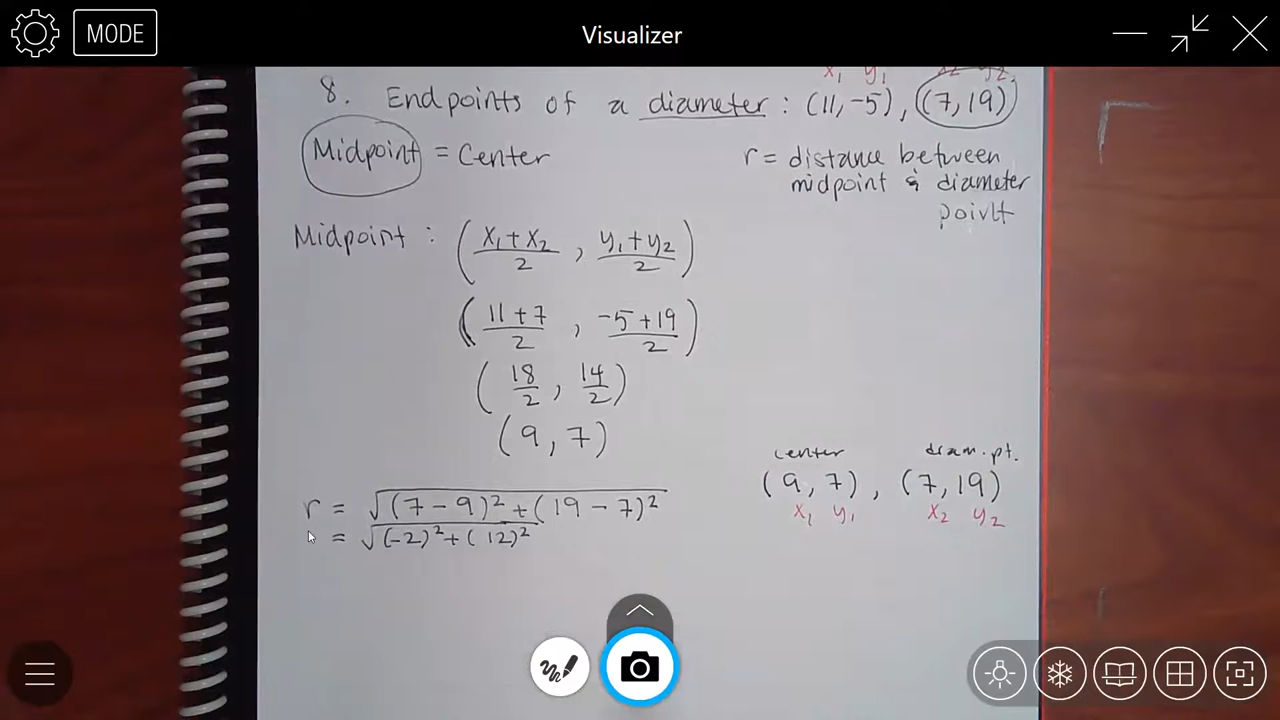 MODE
Visualizer
x₁ y₁ x₂ y₂
8. Endpoints of a diameter : (11, -5), (7, 19)
Midpoint = Center
r = distance between
midpoint & diameter
poivlt
Midpoint : ( (x₁ + x₂)/2 , (y₁ + y₂)/2 )
( (11 + 7)/2 , (-5 + 19)/2 )
( 18/2 , 14/2 )
( 9 , 7 )
center diam. pt.
( 9 , 7 ) , ( 7 , 19 )
x₁ y₁ x₂ y₂
r = √( 7 - 9 )² + ( 19 - 7 )²
= √( -2 )² + ( 12 )²